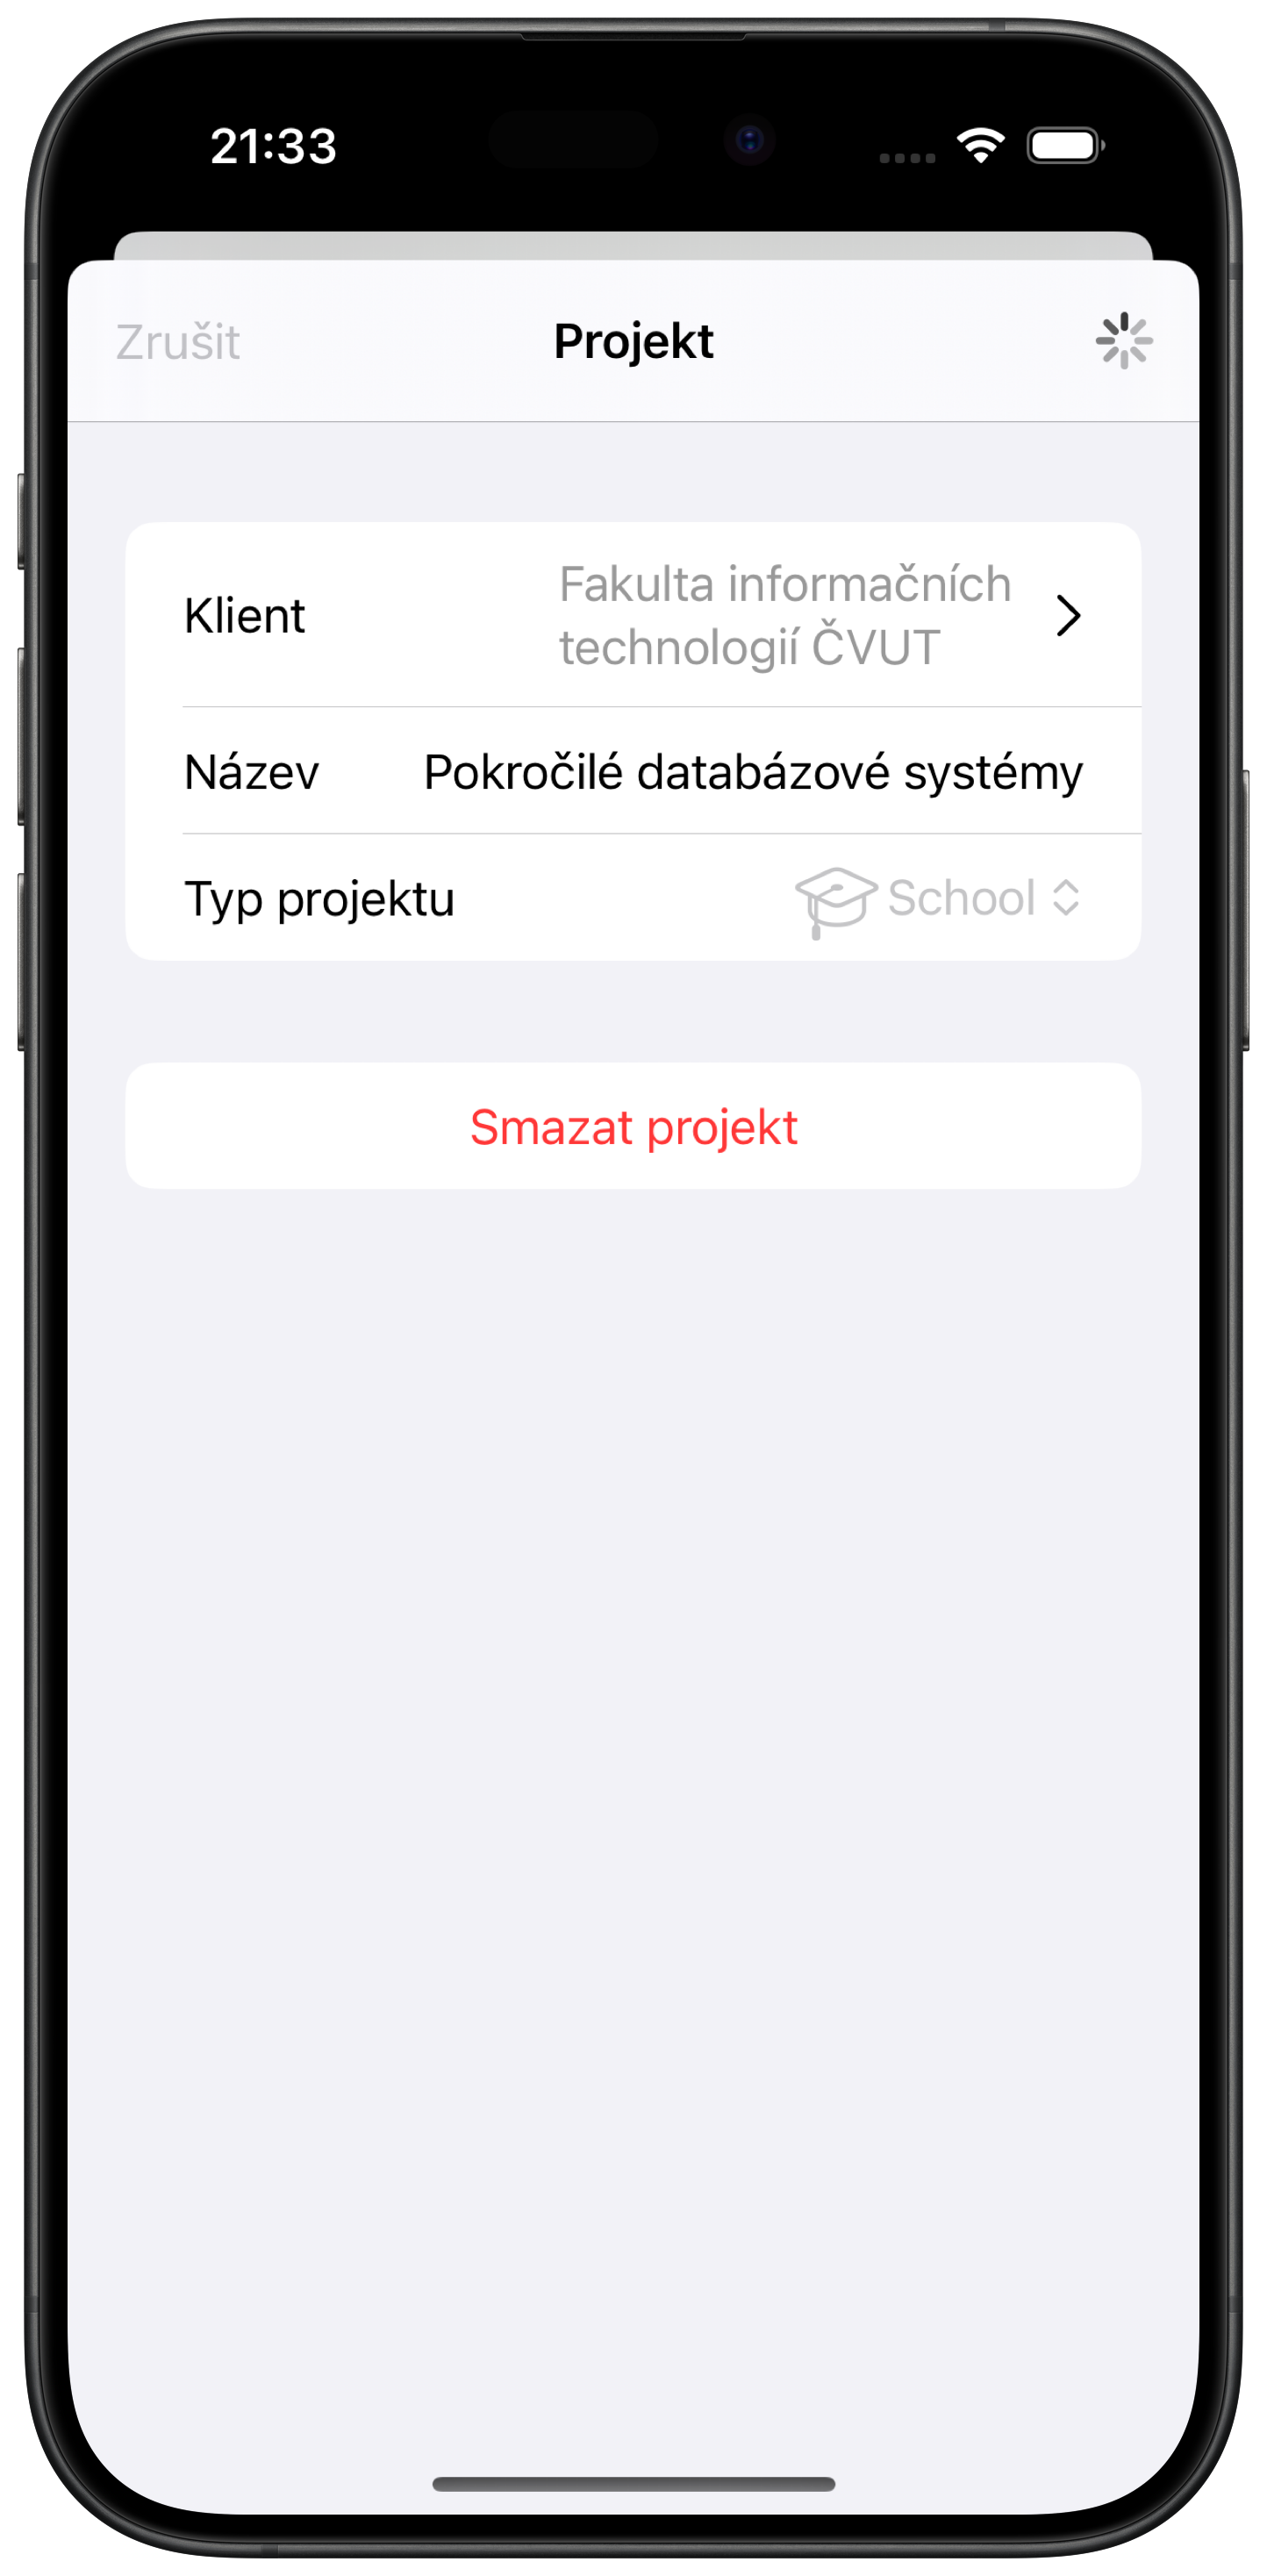 21:33
Zrušit
Projekt
Klient
Fakulta informačních
technologií ČVUT
Název
Pokročilé databázové systémy
Typ projektu
School
Smazat projekt